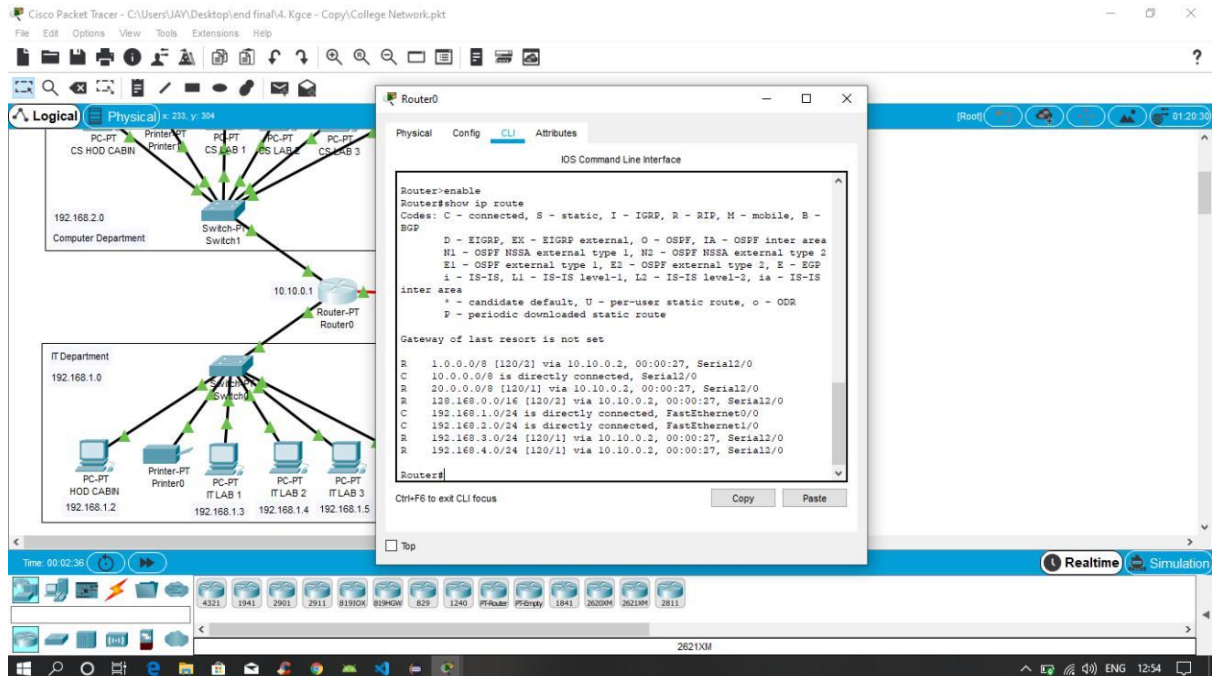 Cisco Packet Tracer - C:\Users\JAY\Desktop\end final\4. Kgce - Copy\College Network.pkt
File Edit Options View Tools Extensions Help
?
Logical
Physical
x: 233, y: 304
[Root]
01:20:30
PC-PT
CS HOD CABIN
Printer-PT
PC-PT
CS LAB 1
PC-PT
CS LAB 2
PC-PT
CS LAB 3
192.168.2.0
Computer Department
Switch-PT
Switch1
10.10.0.1
Router-PT
Router0
IT Department
192.168.1.0
Switch-PT
Switch0
PC-PT
HOD CABIN
192.168.1.2
Printer-PT
Printer0
PC-PT
IT LAB 1
192.168.1.3
PC-PT
IT LAB 2
192.168.1.4
PC-PT
IT LAB 3
192.168.1.5
Router0
Physical Config CLI Attributes
IOS Command Line Interface
Router>enable
Router#show ip route
Codes: C - connected, S - static, I - IGRP, R - RIP, M - mobile, B -
BGP
D - EIGRP, EX - EIGRP external, O - OSPF, IA - OSPF inter area
N1 - OSPF NSSA external type 1, N2 - OSPF NSSA external type 2
E1 - OSPF external type 1, E2 - OSPF external type 2, E - EGP
i - IS-IS, L1 - IS-IS level-1, L2 - IS-IS level-2, ia - IS-IS
inter area
* - candidate default, U - per-user static route, o - ODR
P - periodic downloaded static route
Gateway of last resort is not set
R 1.0.0.0/8 [120/2] via 10.10.0.2, 00:00:27, Serial2/0
C 10.0.0.0/8 is directly connected, Serial2/0
R 20.0.0.0/8 [120/1] via 10.10.0.2, 00:00:27, Serial2/0
R 128.168.0.0/16 [120/2] via 10.10.0.2, 00:00:27, Serial2/0
C 192.168.1.0/24 is directly connected, FastEthernet0/0
C 192.168.2.0/24 is directly connected, FastEthernet1/0
R 192.168.3.0/24 [120/1] via 10.10.0.2, 00:00:27, Serial2/0
R 192.168.4.0/24 [120/1] via 10.10.0.2, 00:00:27, Serial2/0
Router#
Ctrl+F6 to exit CLI focus
Copy
Paste
Top
Time: 00:02:36
Realtime
Simulation
4321 1941 2901 2911 819IOX 819HGW 829 1240 PT-Router PT-Empty 1841 2620XM 2621XM 2811
2621XM
ENG 12:54